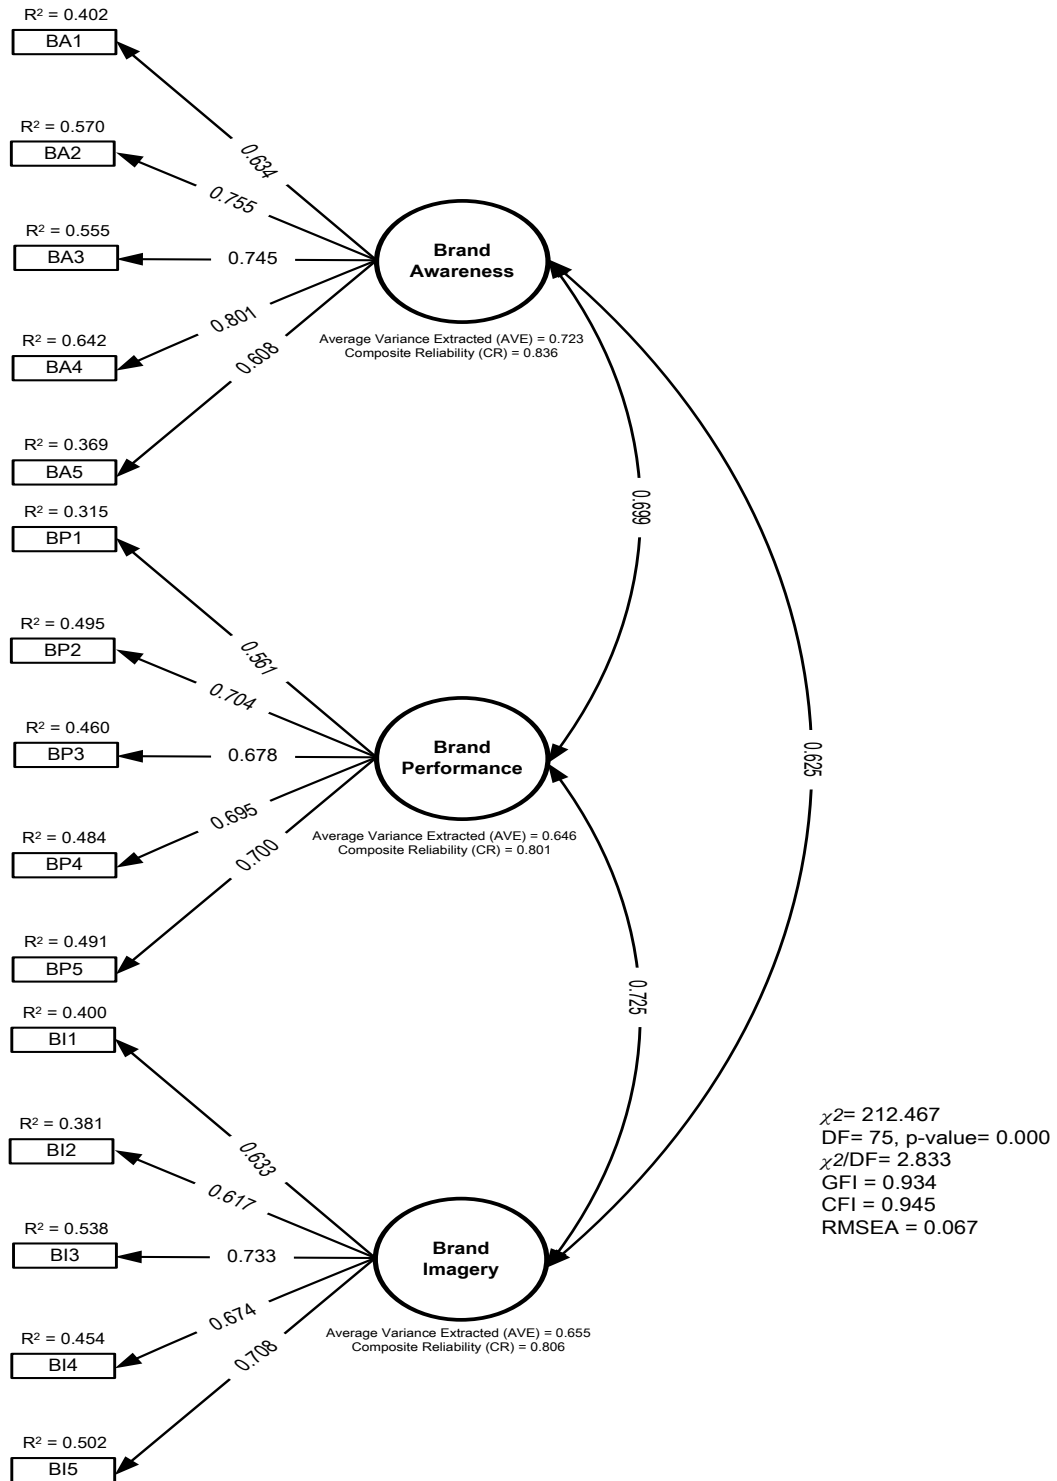 R² = 0.402
BA1
0.634
R² = 0.570
BA2
0.755
R² = 0.555
BA3
0.745
Brand
Awareness
R² = 0.642
BA4
0.801
Average Variance Extracted (AVE) = 0.723
Composite Reliability (CR) = 0.836
R² = 0.369
BA5
0.608
0.699
R² = 0.315
BP1
0.561
R² = 0.495
BP2
0.704
R² = 0.460
BP3
0.678
Brand
Performance
0.625
R² = 0.484
BP4
0.695
Average Variance Extracted (AVE) = 0.646
Composite Reliability (CR) = 0.801
R² = 0.491
BP5
0.700
0.725
R² = 0.400
BI1
0.633
R² = 0.381
BI2
0.617
R² = 0.538
BI3
0.733
Brand
Imagery
R² = 0.454
BI4
0.674
Average Variance Extracted (AVE) = 0.655
Composite Reliability (CR) = 0.806
R² = 0.502
BI5
0.708
χ2= 212.467
DF= 75, p-value= 0.000
χ2/DF= 2.833
GFI = 0.934
CFI = 0.945
RMSEA = 0.067